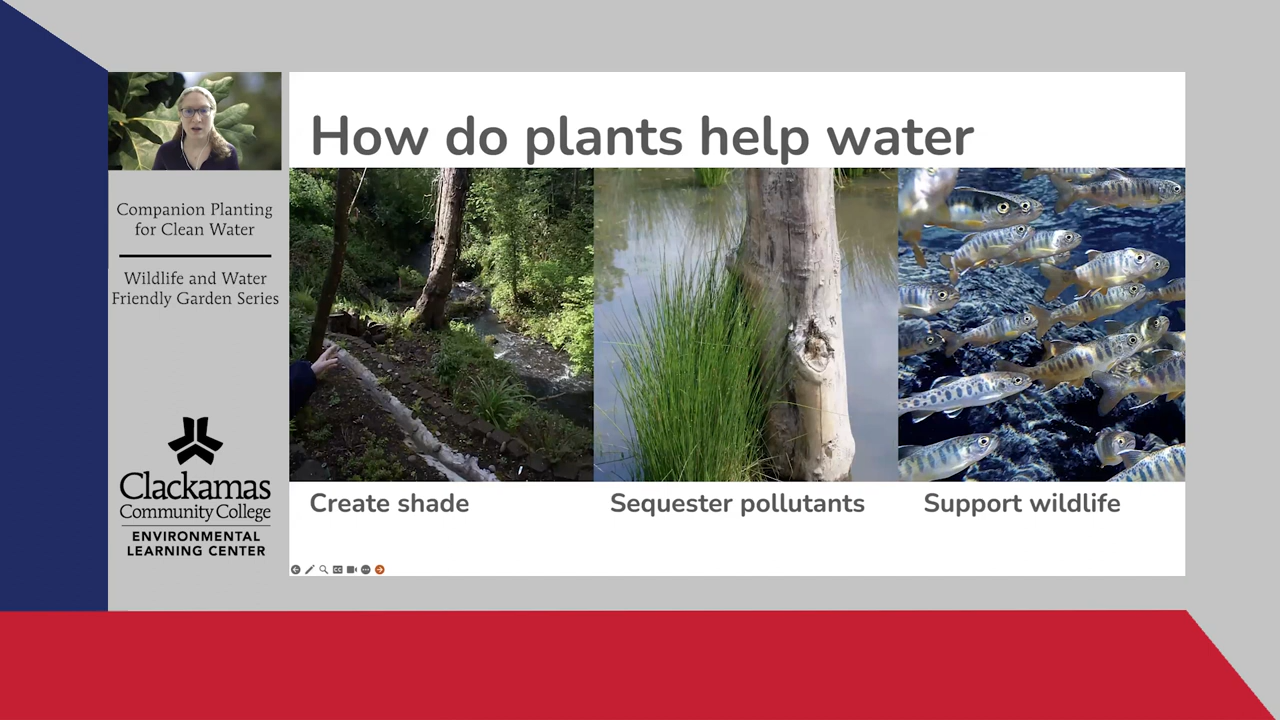 How do plants help water
Companion Planting
for Clean Water
Wildlife and Water
Friendly Garden Series
Create shade
Sequester pollutants
Support wildlife
Clackamas
Community College
ENVIRONMENTAL
LEARNING CENTER
CC